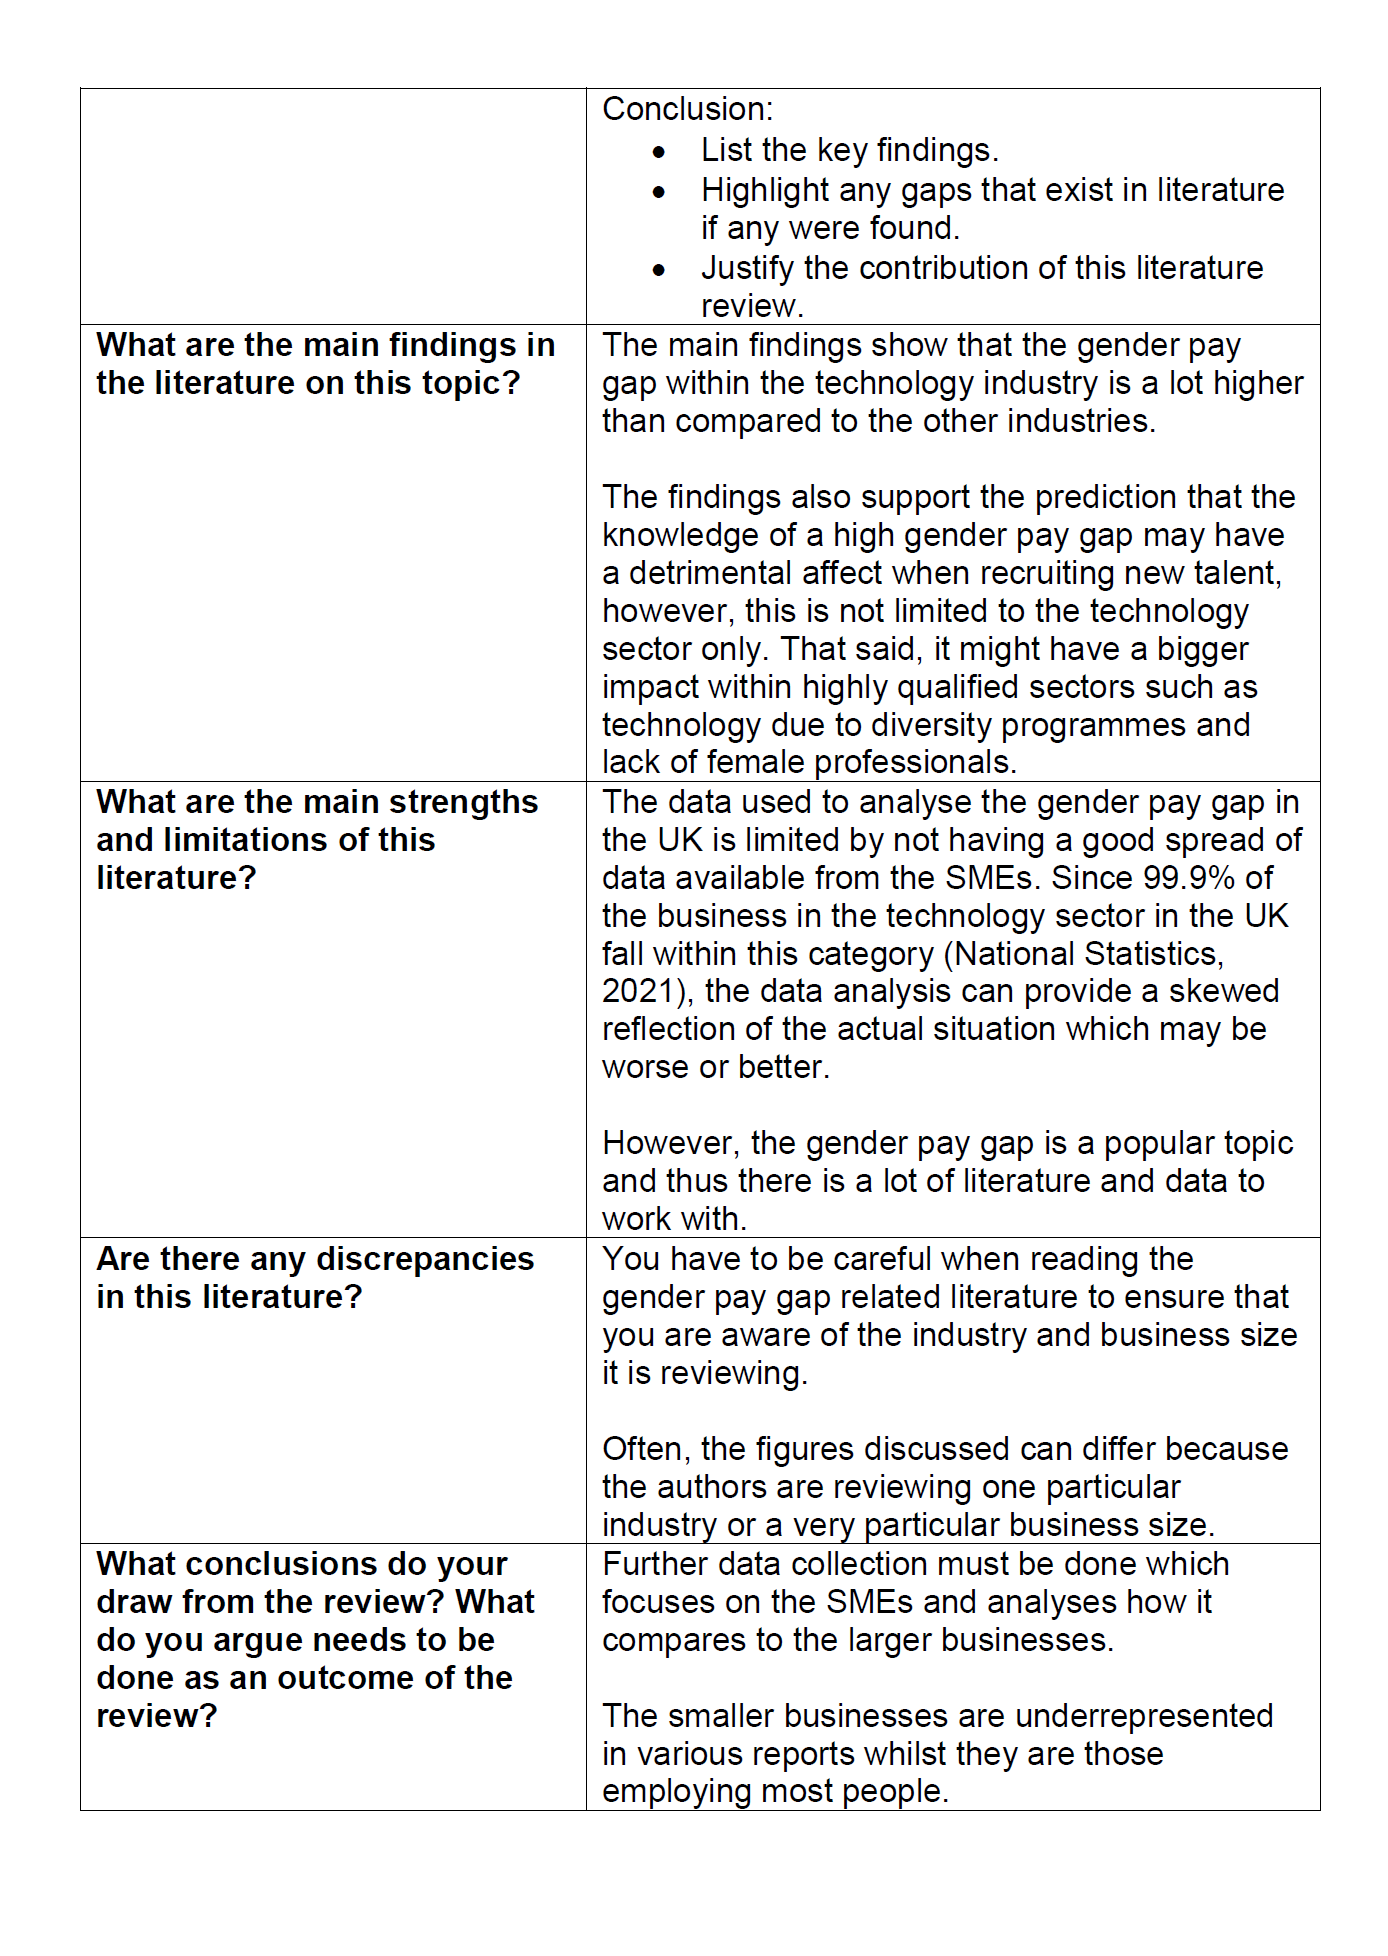 Conclusion:
• List the key findings.
• Highlight any gaps that exist in literature
if any were found.
• Justify the contribution of this literature
review.
What are the main findings in
the literature on this topic?
The main findings show that the gender pay
gap within the technology industry is a lot higher
than compared to the other industries.
The findings also support the prediction that the
knowledge of a high gender pay gap may have
a detrimental affect when recruiting new talent,
however, this is not limited to the technology
sector only. That said, it might have a bigger
impact within highly qualified sectors such as
technology due to diversity programmes and
lack of female professionals.
What are the main strengths
and limitations of this
literature?
The data used to analyse the gender pay gap in
the UK is limited by not having a good spread of
data available from the SMEs. Since 99.9% of
the business in the technology sector in the UK
fall within this category (National Statistics,
2021), the data analysis can provide a skewed
reflection of the actual situation which may be
worse or better.
However, the gender pay gap is a popular topic
and thus there is a lot of literature and data to
work with.
Are there any discrepancies
in this literature?
You have to be careful when reading the
gender pay gap related literature to ensure that
you are aware of the industry and business size
it is reviewing.
Often, the figures discussed can differ because
the authors are reviewing one particular
industry or a very particular business size.
What conclusions do your
draw from the review? What
do you argue needs to be
done as an outcome of the
review?
Further data collection must be done which
focuses on the SMEs and analyses how it
compares to the larger businesses.
The smaller businesses are underrepresented
in various reports whilst they are those
employing most people.